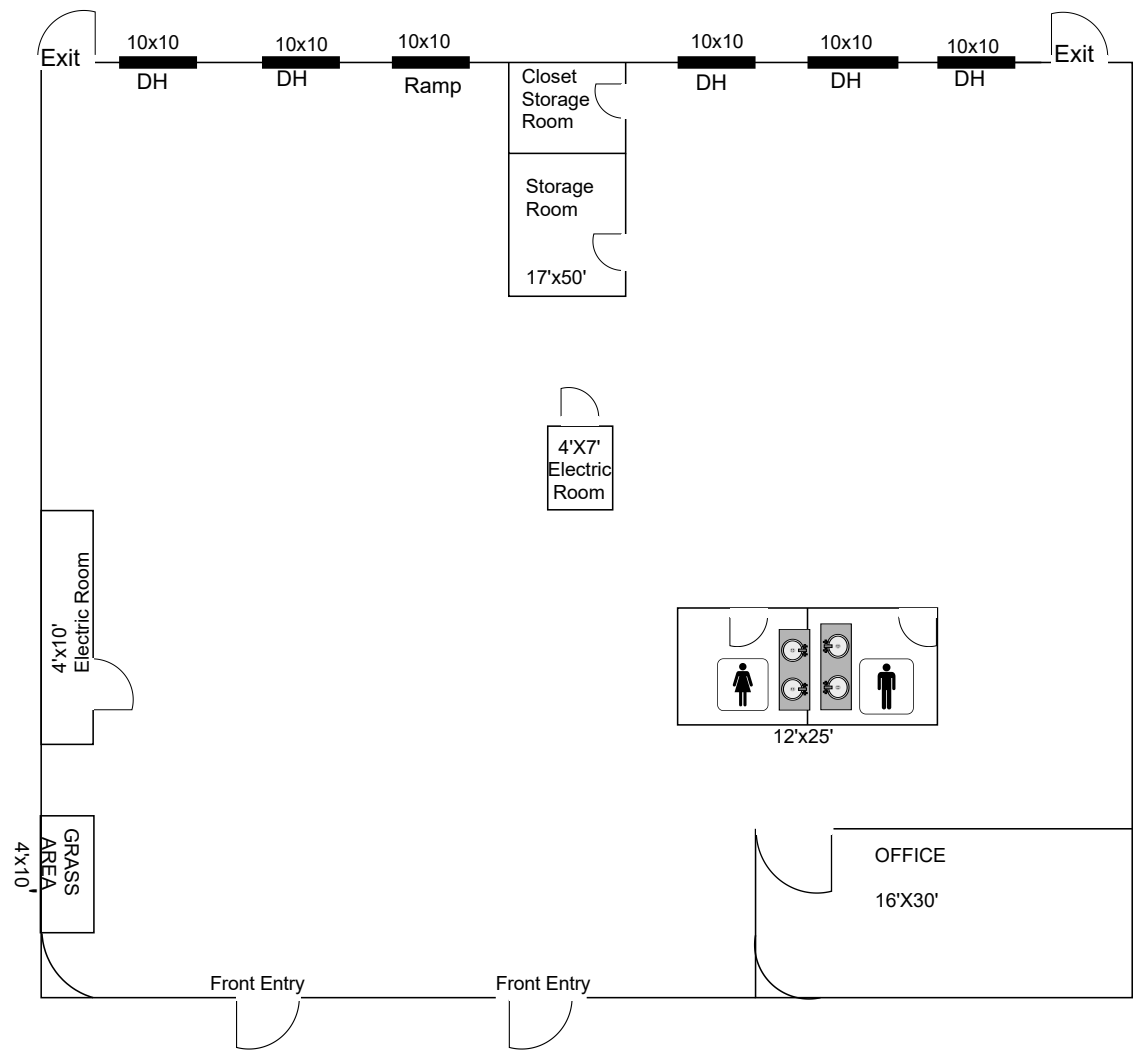 10x10
10x10
10x10
10x10
10x10
10x10
Exit
Exit
DH
DH
Ramp
DH
DH
DH
Closet
Storage
Room
Storage
Room
17'x50'
4'X7'
Electric
Room
4'x10'
Electric Room
12'x25'
GRASS
AREA
4'x10'
OFFICE
16'X30'
Front Entry
Front Entry